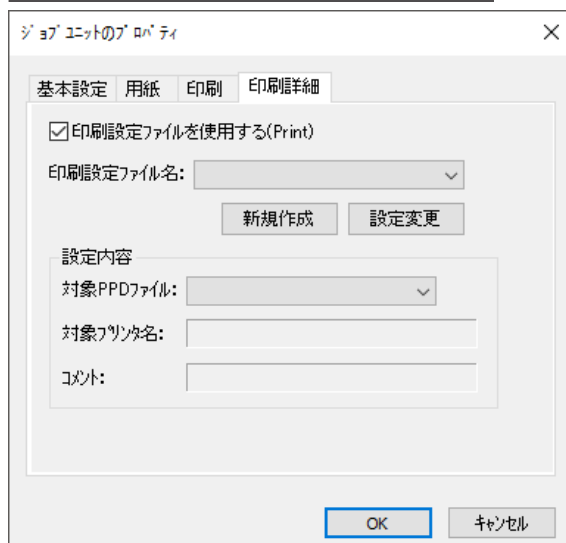 ｼﾞｮﾌﾞﾕﾆｯﾄのﾌﾟﾛﾊﾟﾃｨ
基本設定 用紙 印刷 印刷詳細
印刷設定ﾌｧｲﾙを使用する(Print)
印刷設定ﾌｧｲﾙ名:
新規作成 設定変更
設定内容
対象PPDﾌｧｲﾙ:
対象ﾌﾟﾘﾝﾀ名:
ｺﾒﾝﾄ:
OK ｷｬﾝｾﾙ